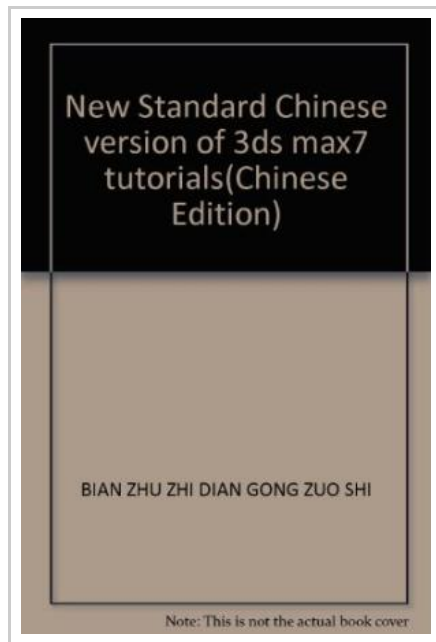 New Standard Chinese
version of 3ds max7
tutorials(Chinese
Edition)
BIAN ZHU ZHI DIAN GONG ZUO SHI
Note: This is not the actual book cover